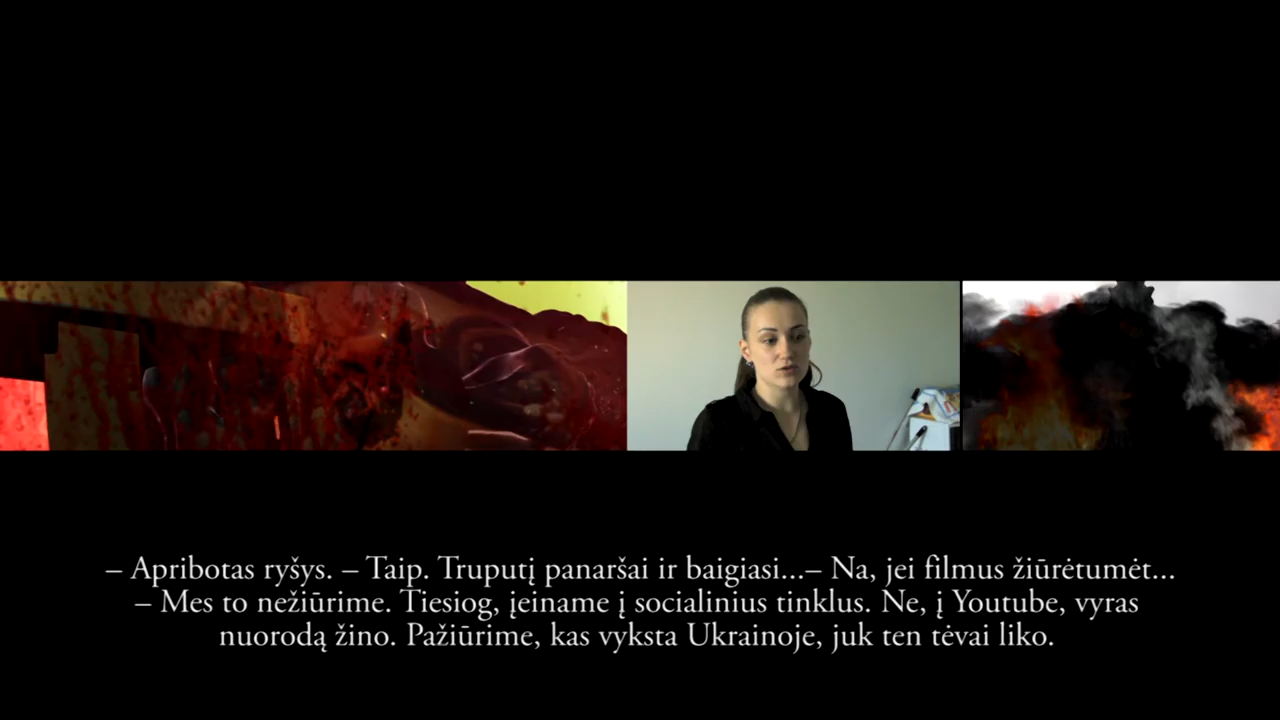 – Apribotas ryšys. – Taip. Truputį panaršai ir baigiasi...– Na, jei filmus žiūrėtumėt...
– Mes to nežiūrime. Tiesiog, įeiname į socialinius tinklus. Ne, į Youtube, vyras
nuorodą žino. Pažiūrime, kas vyksta Ukrainoje, juk ten tėvai liko.